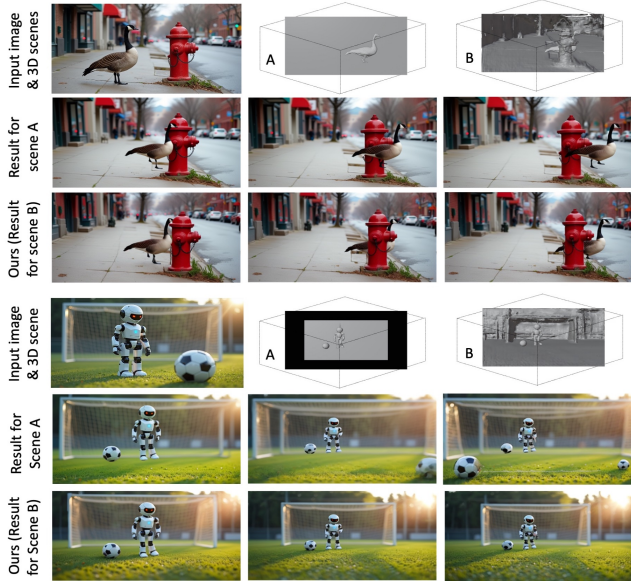 Input image
& 3D scenes
A
B
Result for
scene A
Ours (Result
for scene B)
Input image
& 3D scene
A
B
Result for
Scene A
Ours (Result
for Scene B)